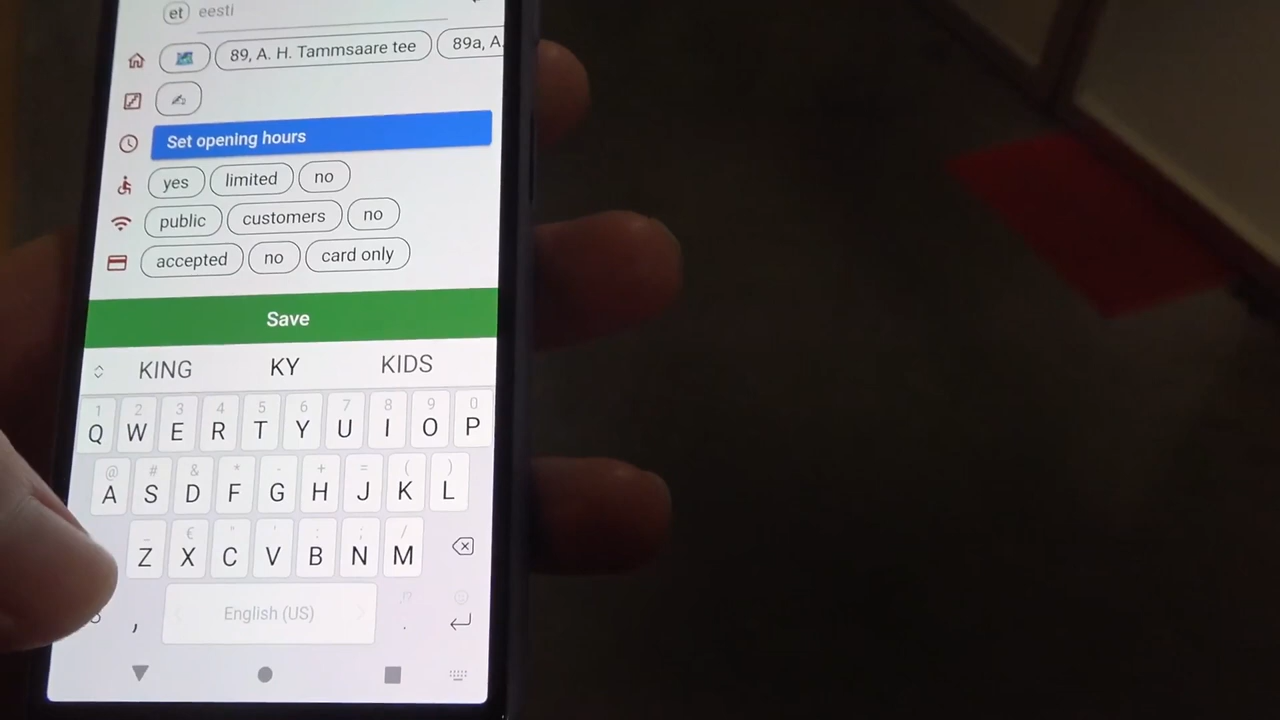 et eesti
89, A. H. Tammsaare tee 89a, A.
Set opening hours
yes limited no
public customers no
accepted no card only
Save
KING KY KIDS
1 2 3 4 5 6 7 8 9 0
Q W E R T Y U I O P
@ # & * - + = ( )
A S D F G H J K L
_ € " ' : ; /
Z X C V B N M
, English (US) .